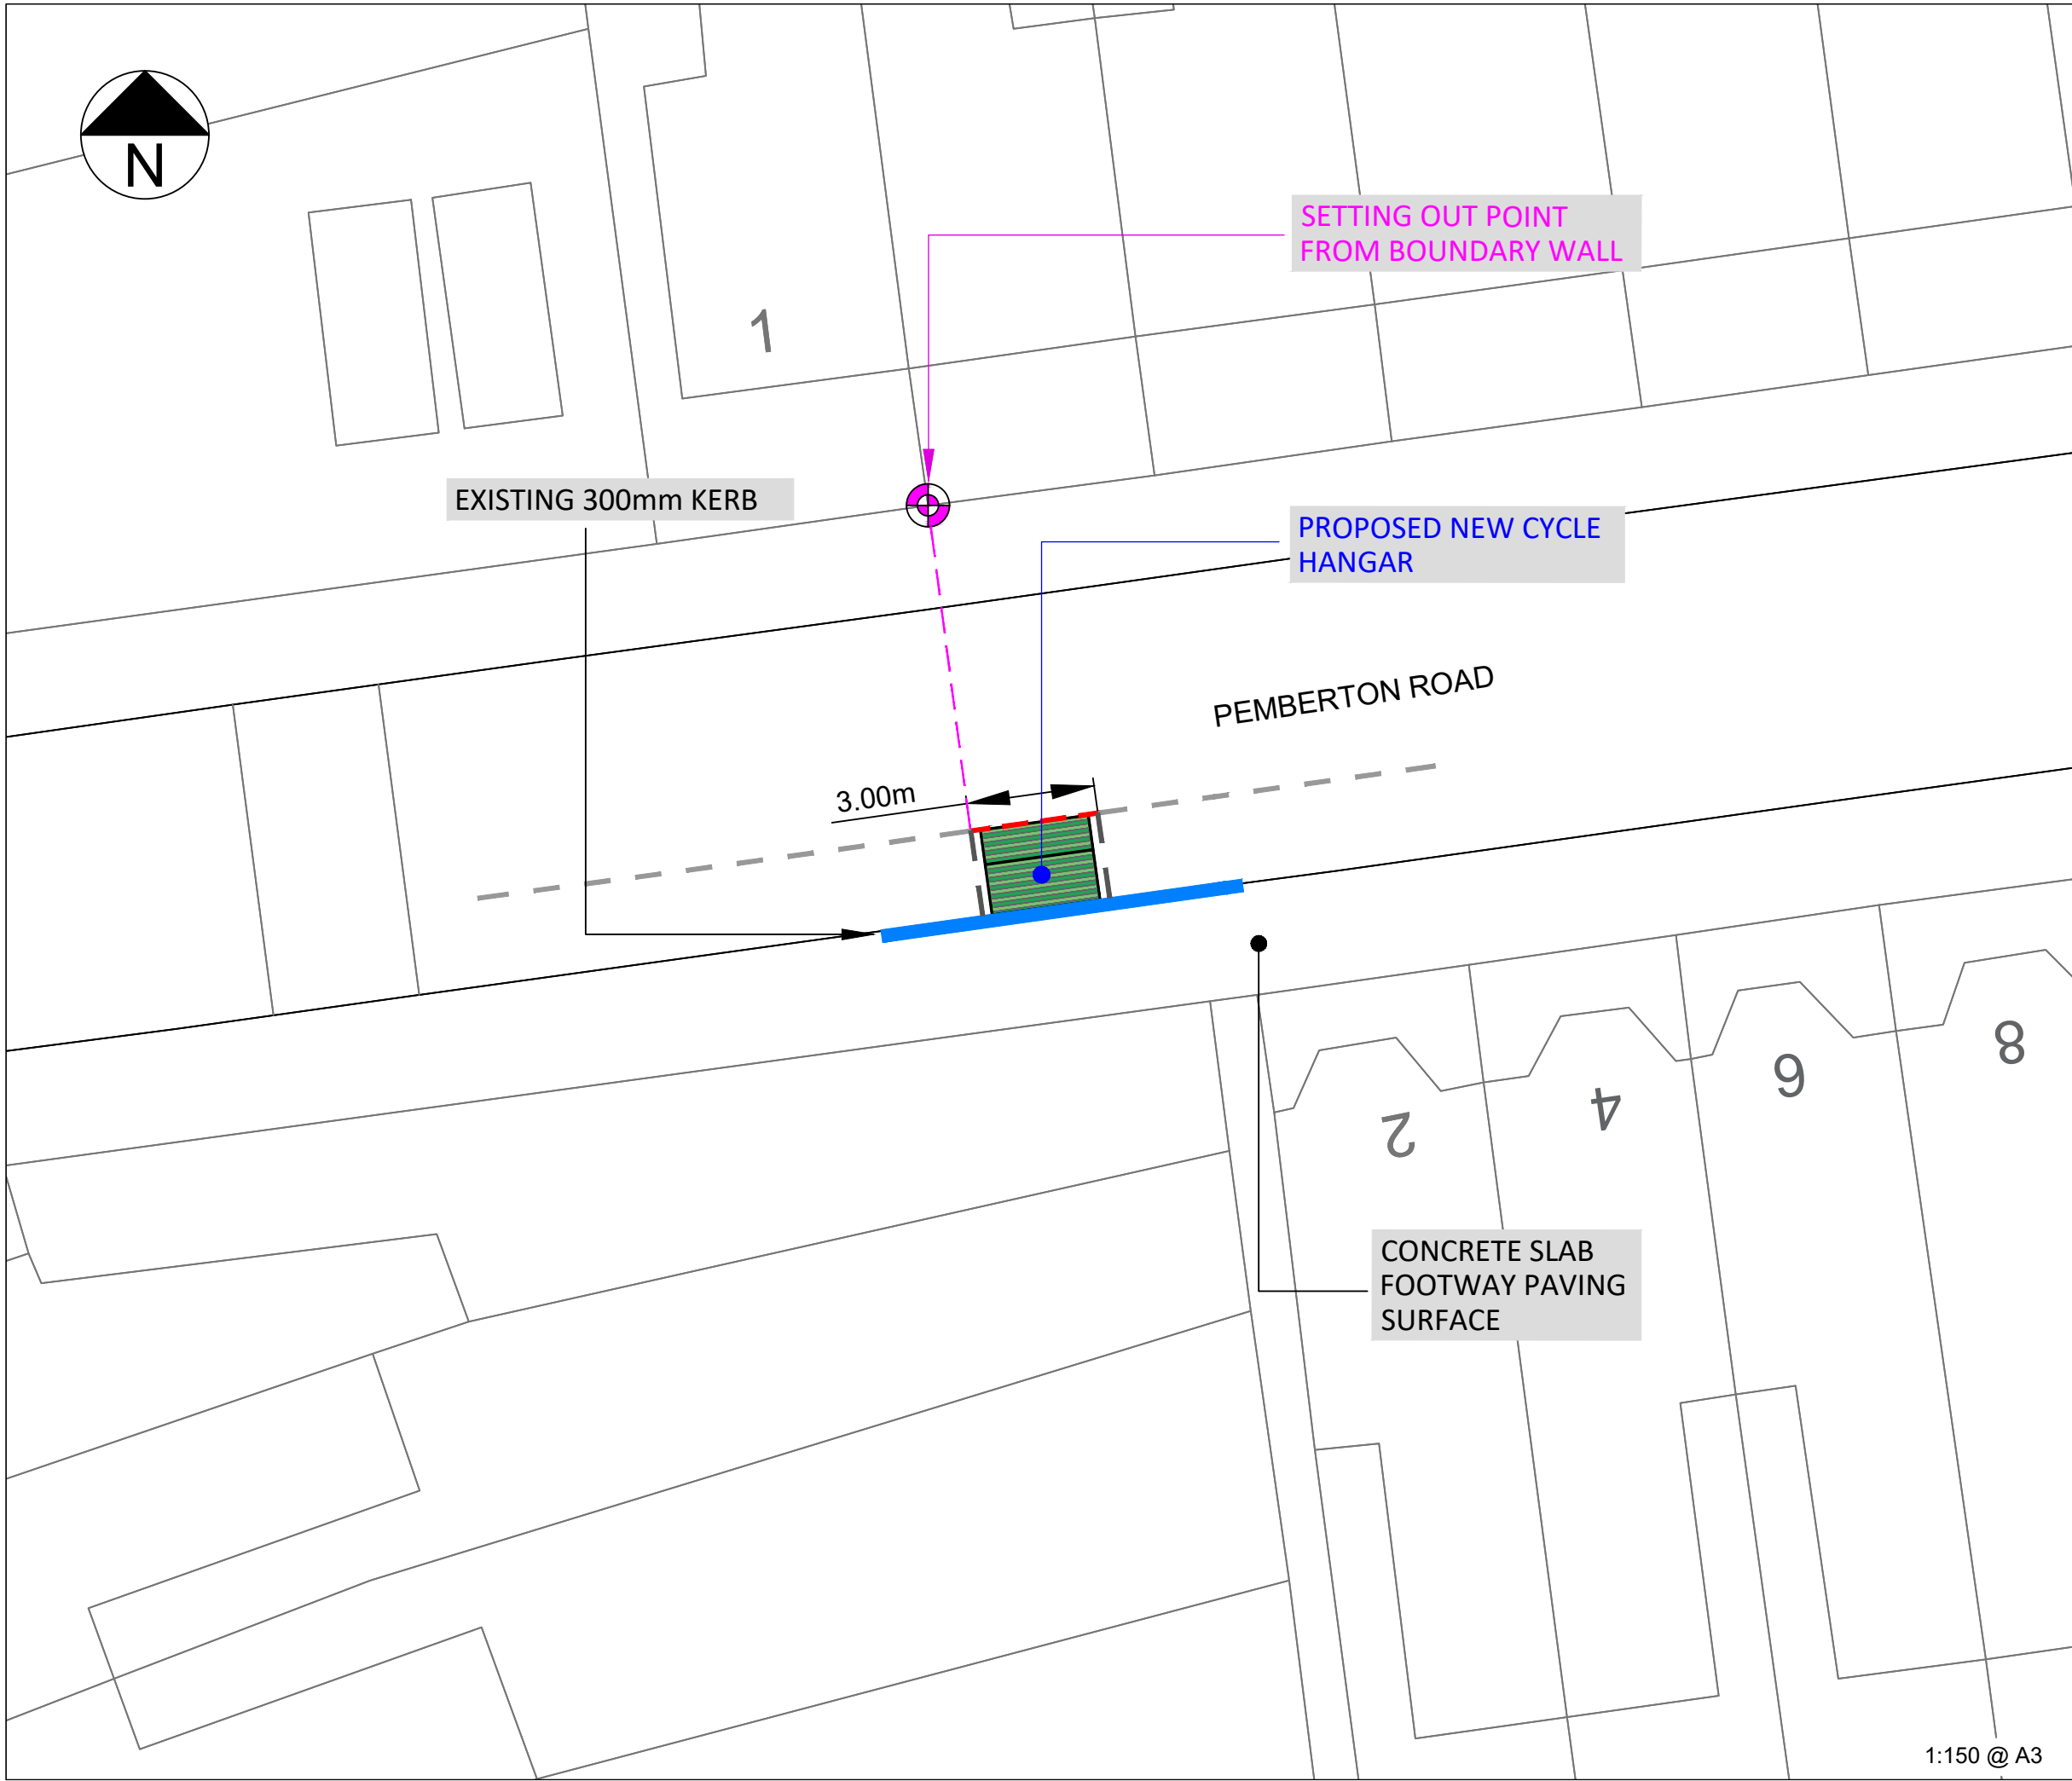 N
SETTING OUT POINT
FROM BOUNDARY WALL
1
EXISTING 300mm KERB
PROPOSED NEW CYCLE
HANGAR
PEMBERTON ROAD
3.00m
2
4
6
8
CONCRETE SLAB
FOOTWAY PAVING
SURFACE
1:150 @ A3